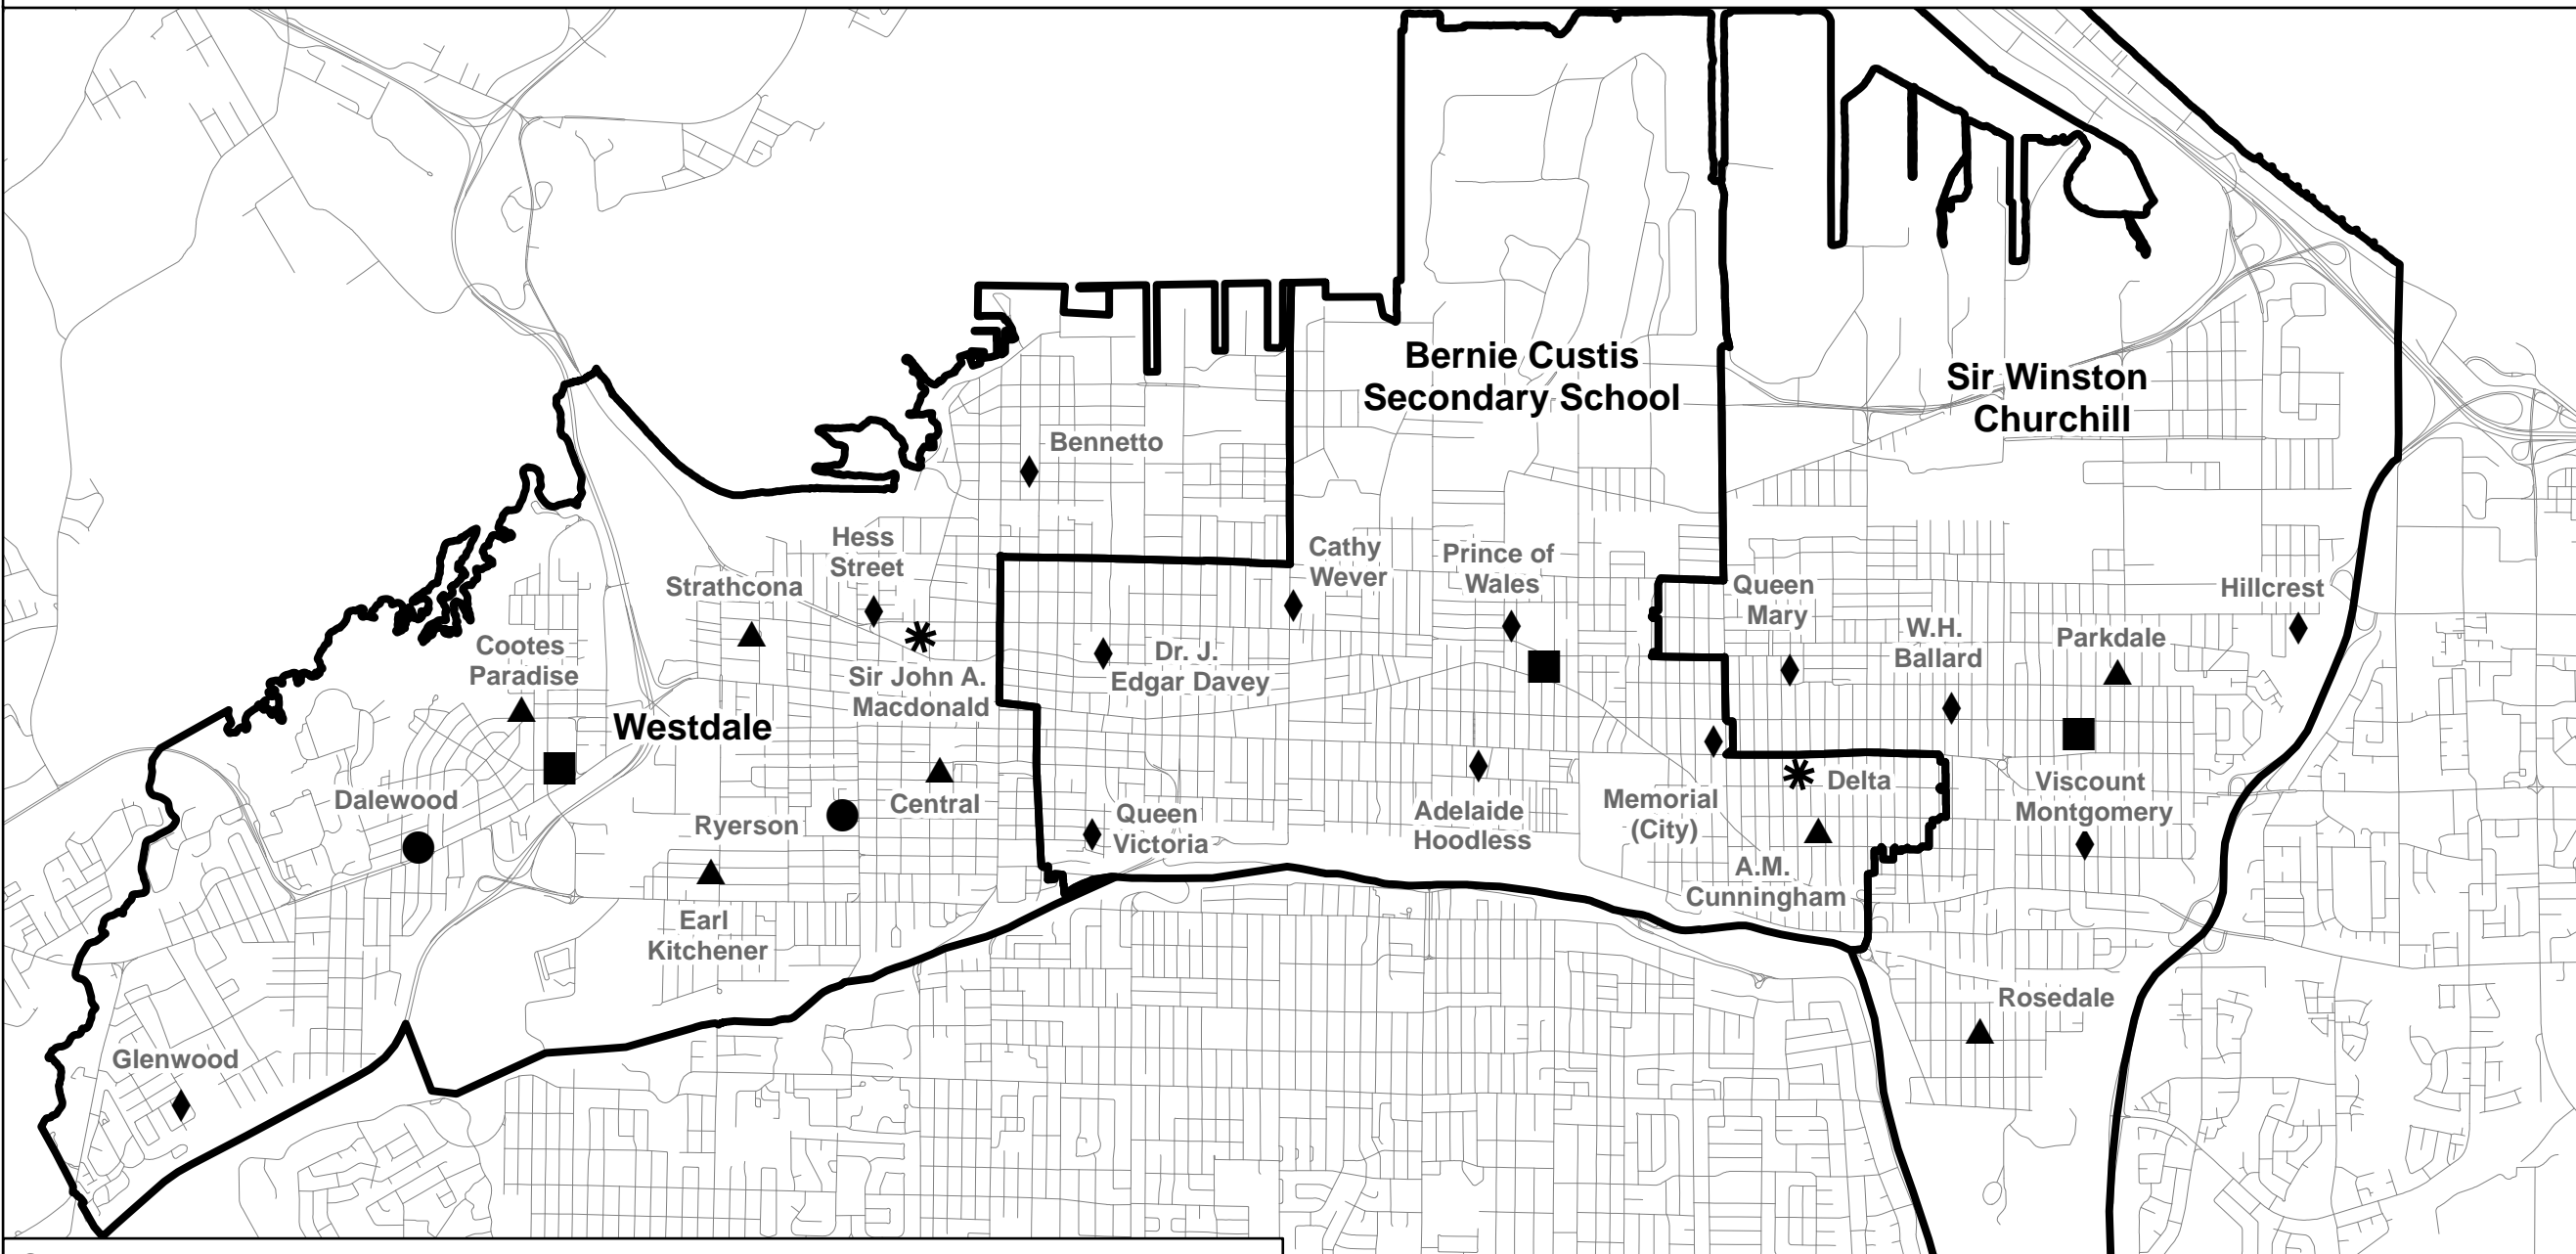 Bernie Custis
Secondary School
Sir Winston
Churchill
Bennetto
Hess
Street
Strathcona
Cathy
Wever
Prince of
Wales
Queen
Mary
Hillcrest
W.H.
Ballard
Parkdale
Cootes
Paradise
Dr. J.
Edgar Davey
Sir John A.
Macdonald
Westdale
Dalewood
Central
Ryerson
Queen
Victoria
Adelaide
Hoodless
Memorial
(City)
Delta
Viscount
Montgomery
A.M.
Cunningham
Earl
Kitchener
Rosedale
Glenwood